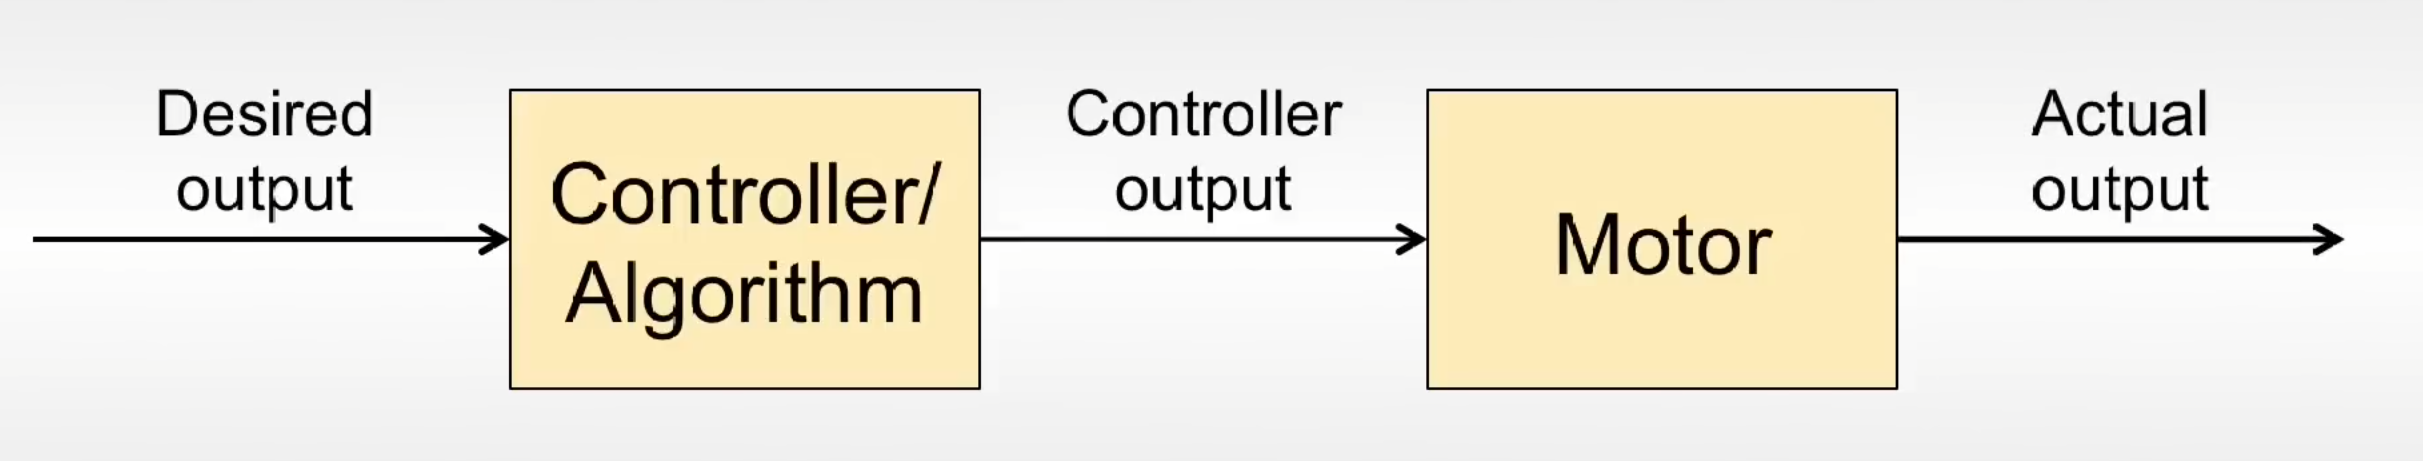 Desired
output
Controller/
Algorithm
Controller
output
Motor
Actual
output